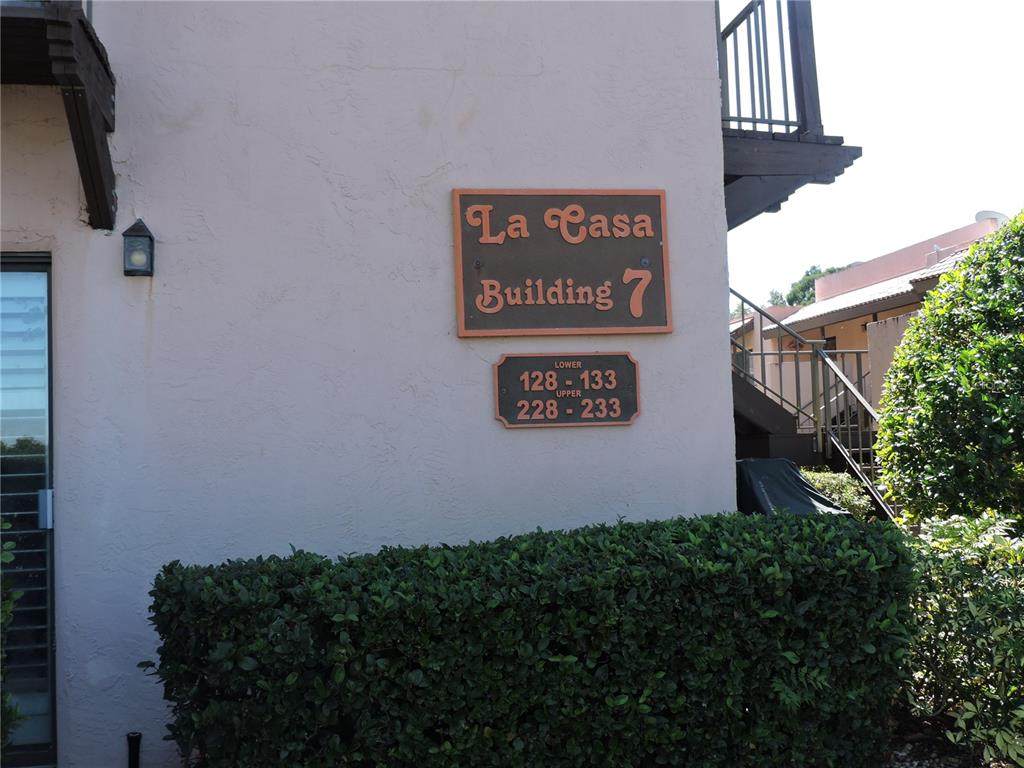 La Casa
Building 7
LOWER
128 - 133
UPPER
228 - 233